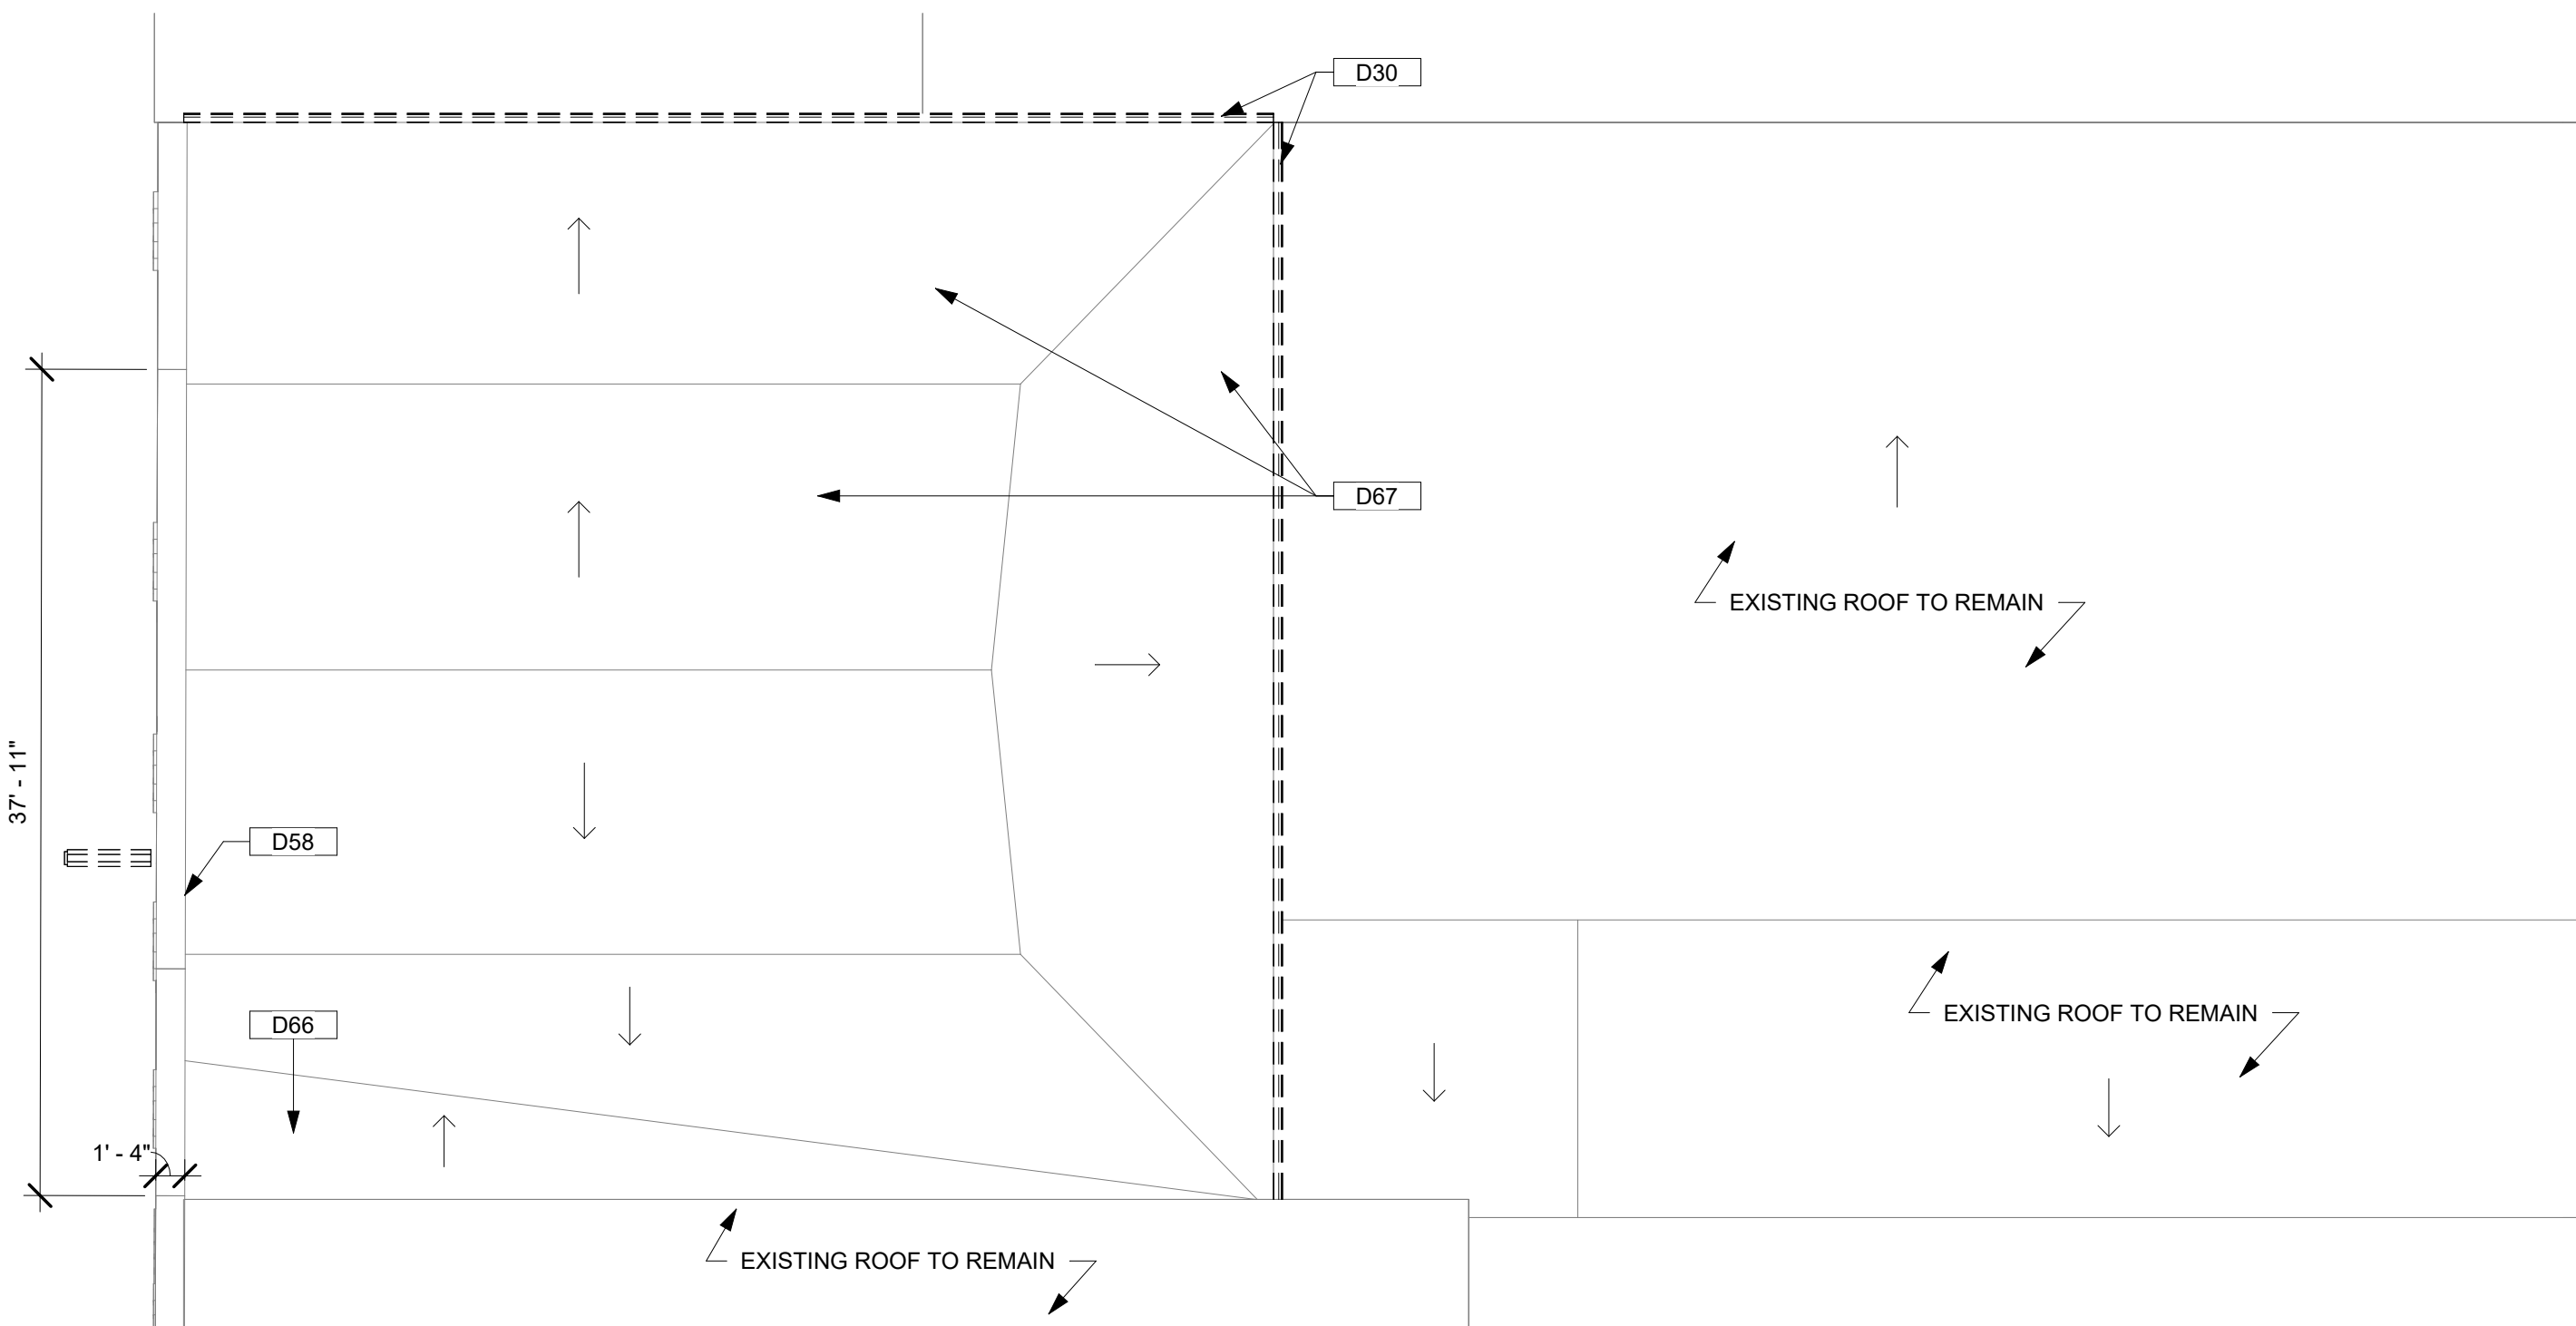 D30
D67
EXISTING ROOF TO REMAIN
37' - 11"
D58
D66
EXISTING ROOF TO REMAIN
1' - 4"
EXISTING ROOF TO REMAIN